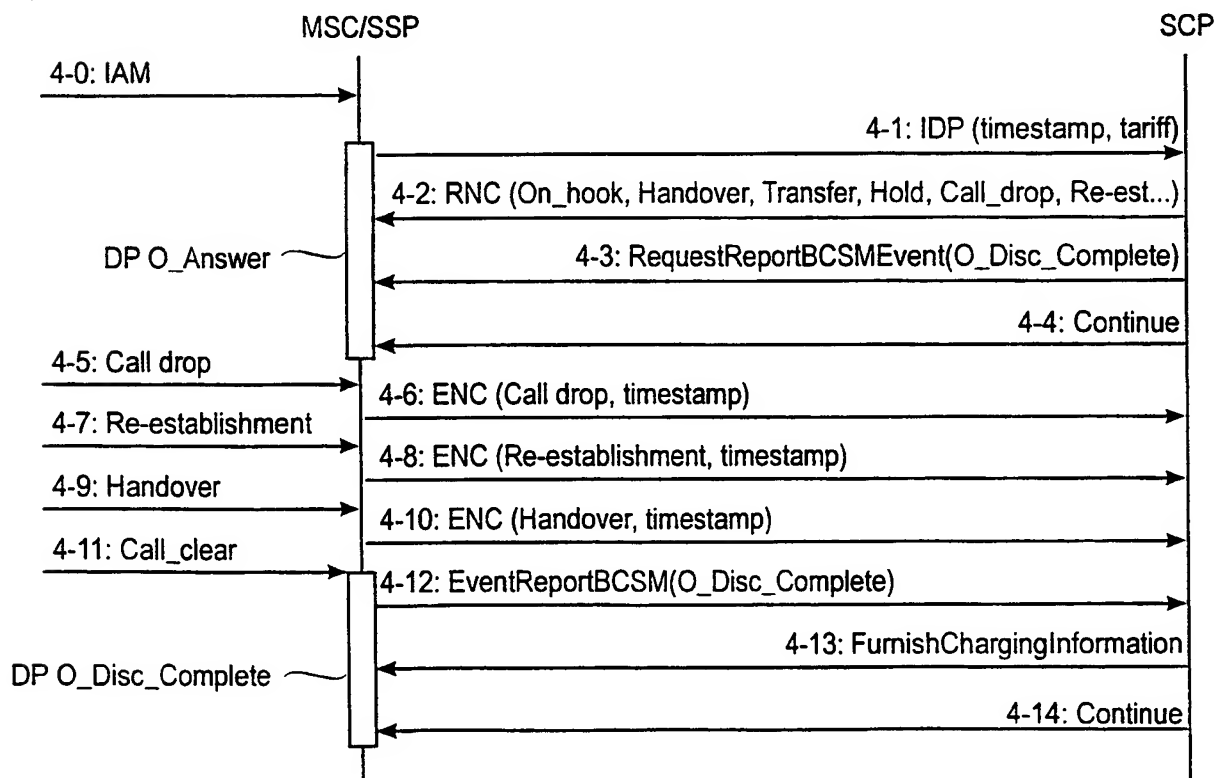 MSC/SSP
SCP
4-0: IAM
4-1: IDP (timestamp, tariff)
4-2: RNC (On_hook, Handover, Transfer, Hold, Call_drop, Re-est...)
DP O_Answer
4-3: RequestReportBCSMEvent(O_Disc_Complete)
4-4: Continue
4-5: Call drop
4-6: ENC (Call drop, timestamp)
4-7: Re-establishment
4-8: ENC (Re-establishment, timestamp)
4-9: Handover
4-10: ENC (Handover, timestamp)
4-11: Call_clear
4-12: EventReportBCSM(O_Disc_Complete)
4-13: FurnishChargingInformation
DP O_Disc_Complete
4-14: Continue